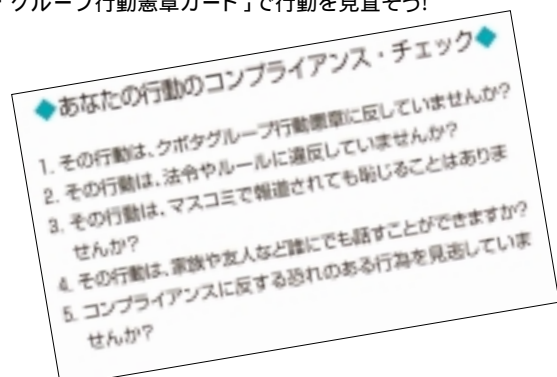 グループ行動憲章カード」で行動を見直そう!
◆あなたの行動のコンプライアンス・チェック◆
1. その行動は、クボタグループ行動憲章に反していませんか?
2. その行動は、法令やルールに違反していませんか?
3. その行動は、マスコミで報道されても恥じることはありま
せんか?
4. その行動は、家族や友人など誰にでも話すことができますか?
5. コンプライアンスに反する恐れのある行為を見逃していま
せんか?